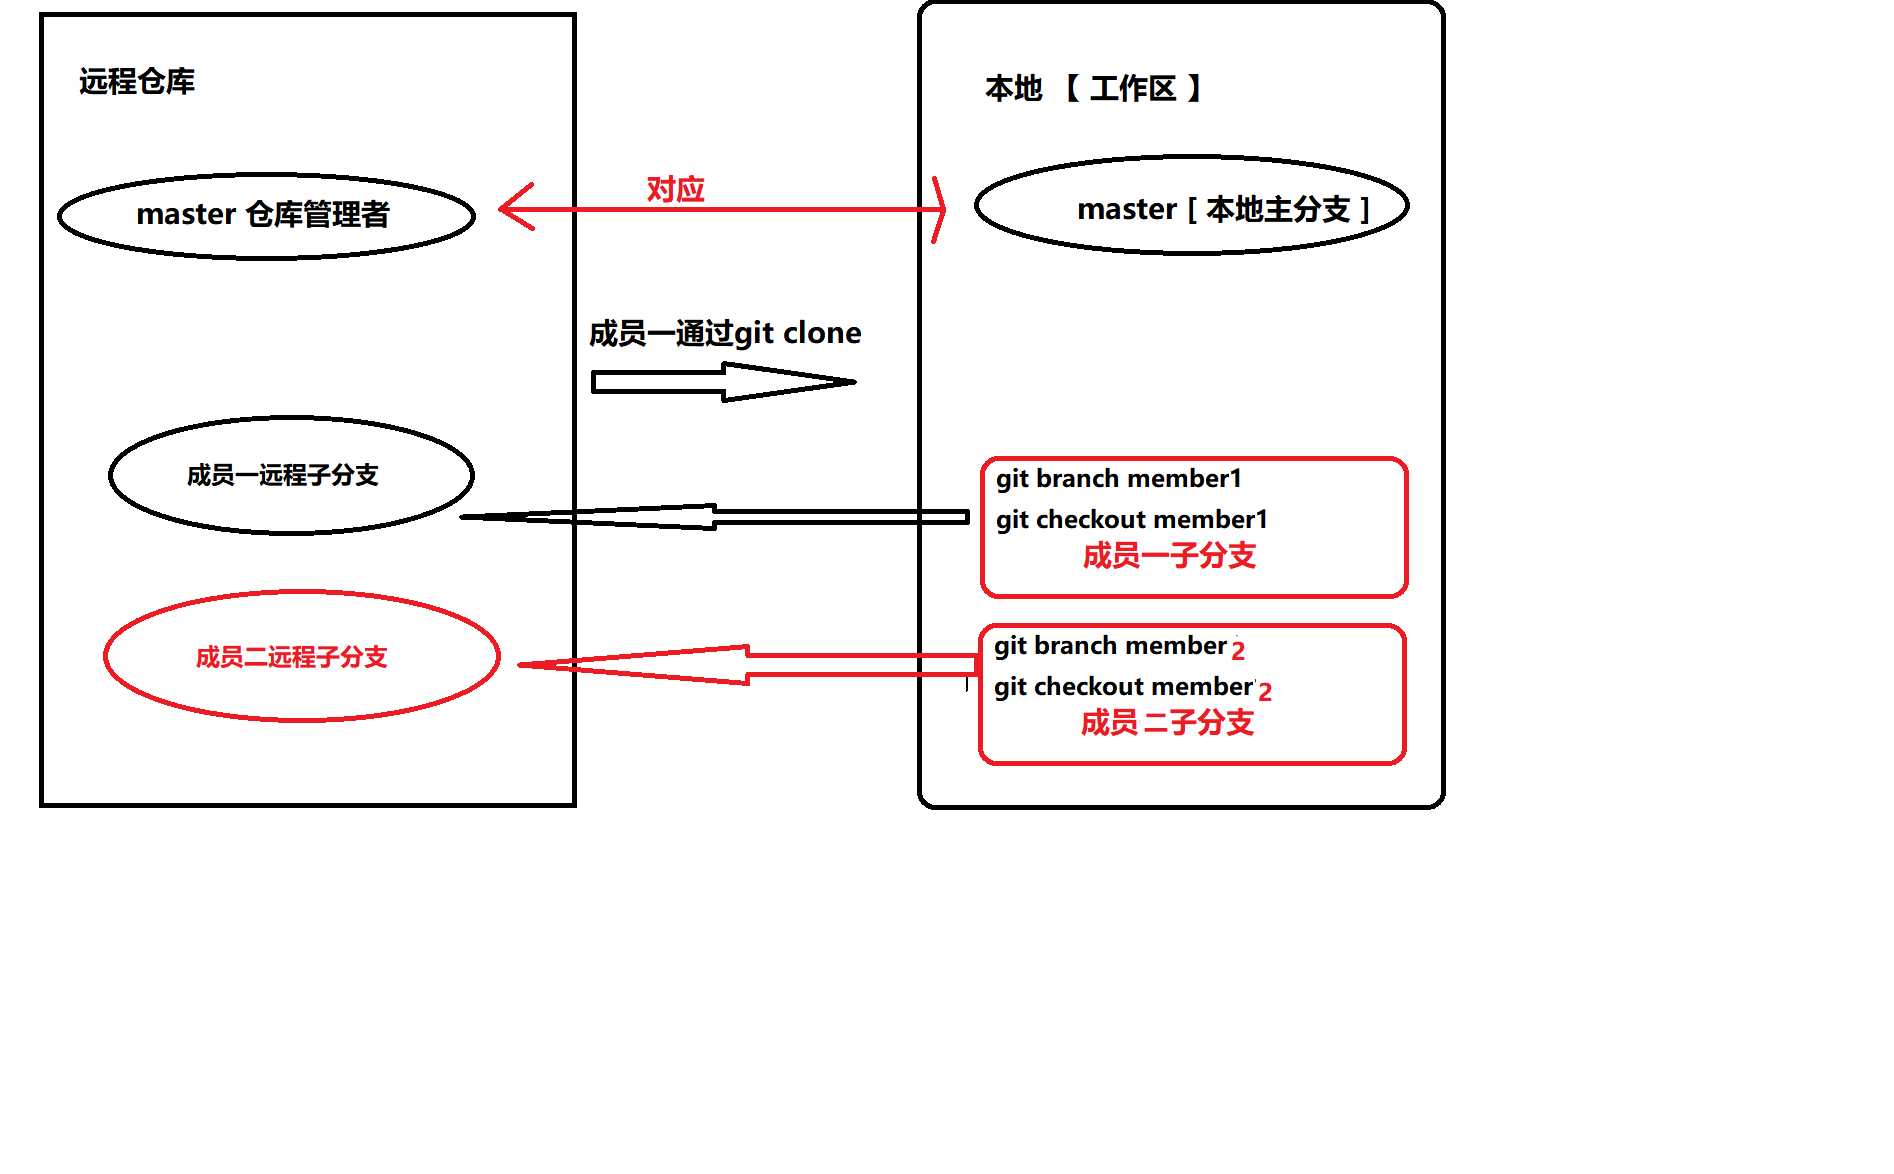 远程仓库
本地 【 工作区 】
对应
master 仓库管理者
master [ 本地主分支 ]
成员一通过git clone
成员一远程子分支
git branch member1
git checkout member1
成员一子分支
成员二远程子分支
git branch member 2
git checkout member 2
成员二子分支